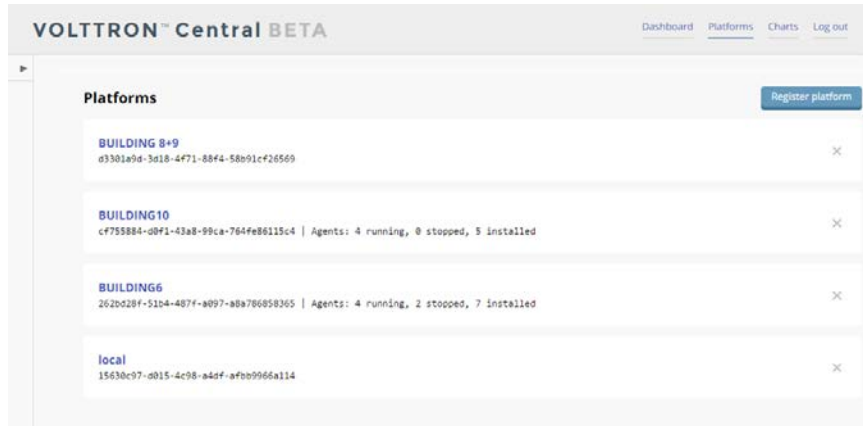 VOLTTRON™ Central BETA
Dashboard Platforms Charts Log out
Platforms
Register platform
BUILDING 8+9
d3301a9d-3d18-4f71-88f4-58b91cf26569
BUILDING10
cf755884-d0f1-43a8-99ca-764fe86115c4 | Agents: 4 running, 0 stopped, 5 installed
BUILDING6
262bd28f-51b4-487f-a097-a8a786858365 | Agents: 4 running, 2 stopped, 7 installed
local
15630c97-d015-4c98-a4df-afbb9966a114